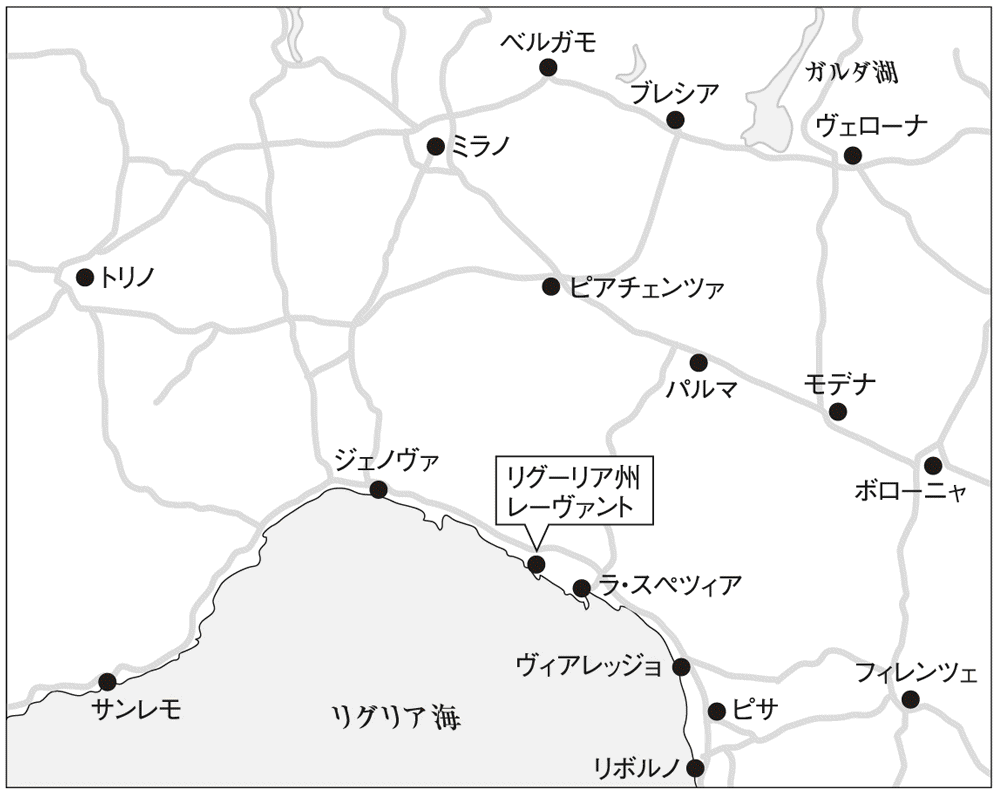 ベルガモ
ガルダ湖
ブレシア
ヴェローナ
ミラノ
トリノ
ピアチェンツァ
パルマ
モデナ
ジェノヴァ
リグーリア州
レーヴァント
ボローニャ
ラ・スペツィア
ヴィアレッジョ
フィレンツェ
サンレモ
リグリア海
ピサ
リボルノ